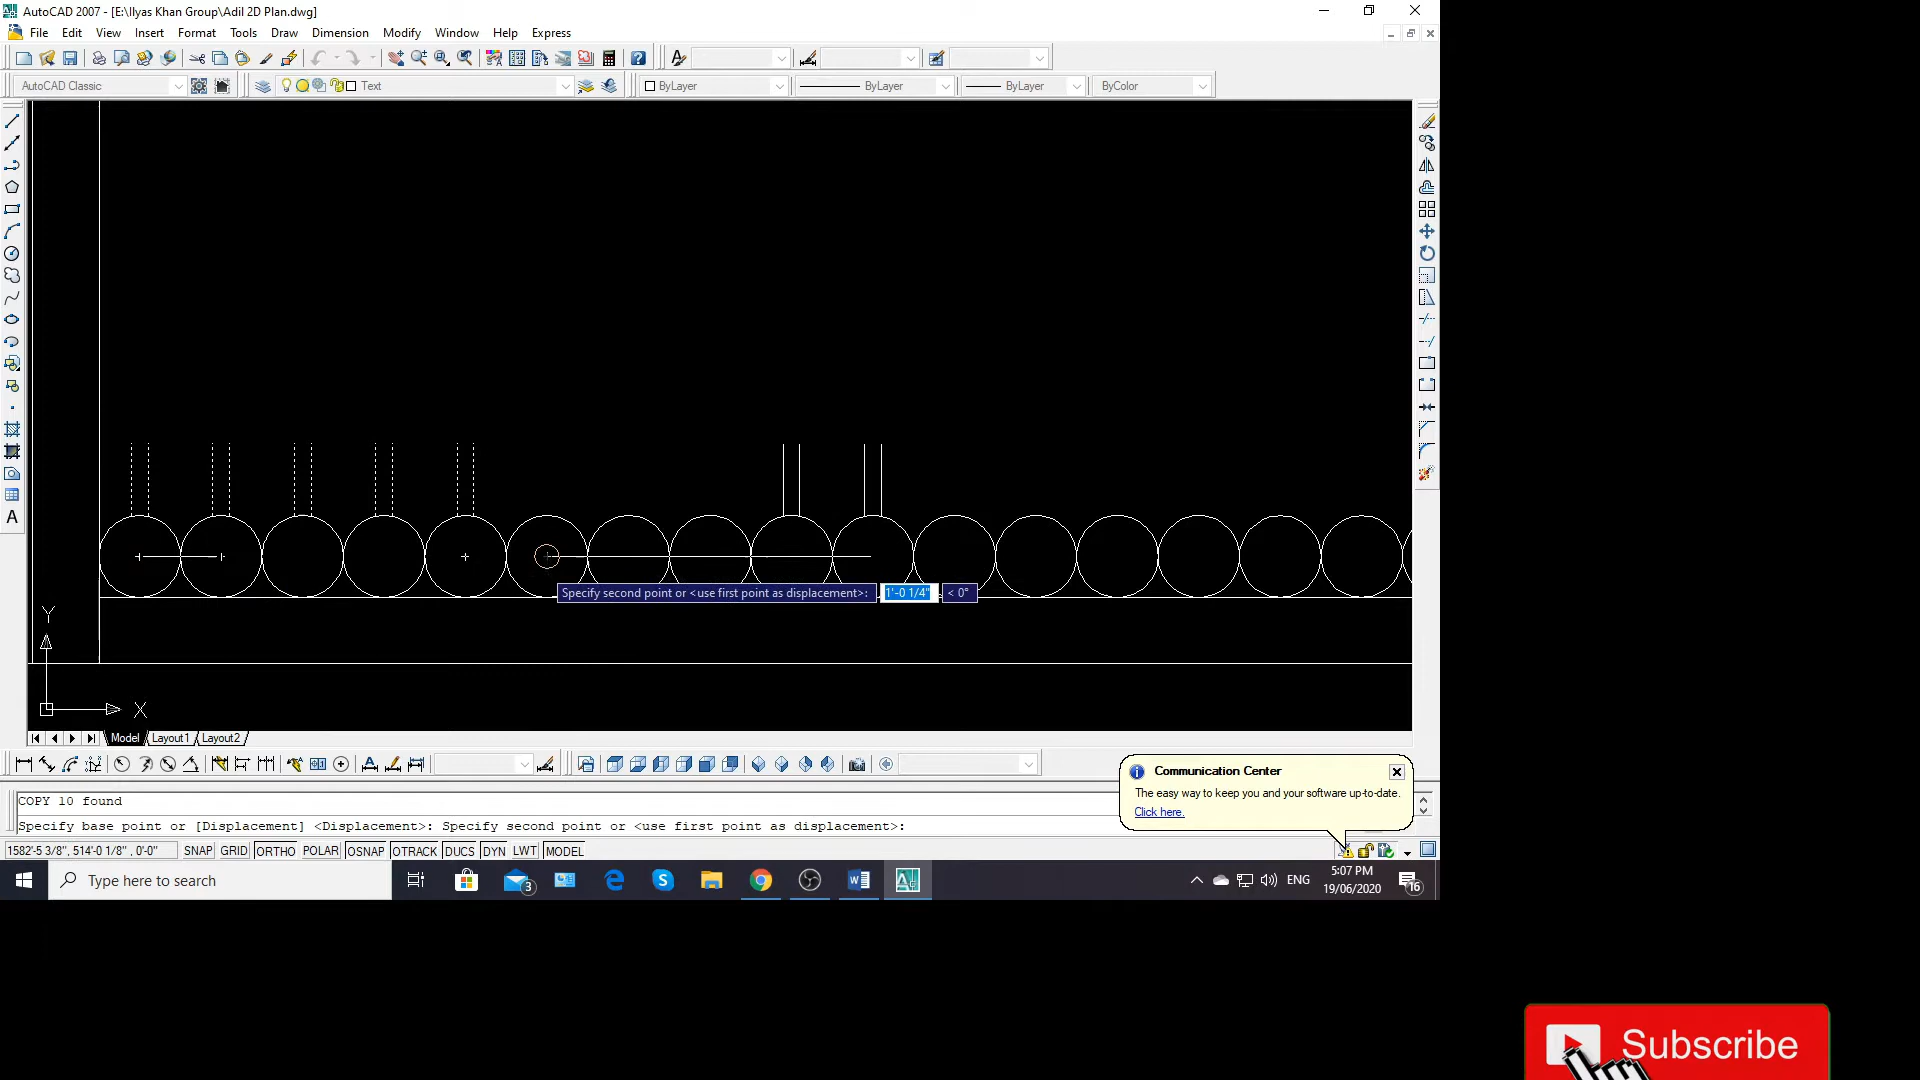 AutoCAD 2007 - [E:\Ilyas Khan Group\Adil 2D Plan.dwg]
File Edit View Insert Format Tools Draw Dimension Modify Window Help Express
AutoCAD Classic Text ByLayer ByLayer ByLayer ByColor
A
Specify second point or <use first point as displacement>: 1'-0 1/4" < 0°
Y
X
Model Layout1 Layout2
Communication Center
The easy way to keep you and your software up-to-date.
Click here.
COPY 10 found
Specify base point or [Displacement] <Displacement>: Specify second point or <use first point as displacement>:
1582'-5 3/8", 514'-0 1/8" , 0'-0" SNAP GRID ORTHO POLAR OSNAP OTRACK DUCS DYN LWT MODEL
Type here to search 3 ENG 5:07 PM 16
19/06/2020
Subscribe